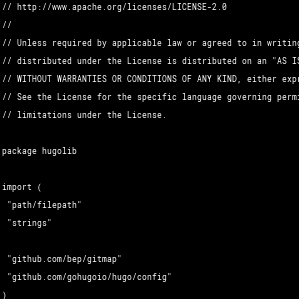 // http://www.apache.org/licenses/LICENSE-2.0
//
// Unless required by applicable law or agreed to in writing
// distributed under the License is distributed on an "AS IS
// WITHOUT WARRANTIES OR CONDITIONS OF ANY KIND, either
// See the License for the specific language governing
// limitations under the License.

package hugolib

import (
"path/filepath"
"strings"

"github.com/bep/gitmap"
"github.com/gohugoio/hugo/config"
)